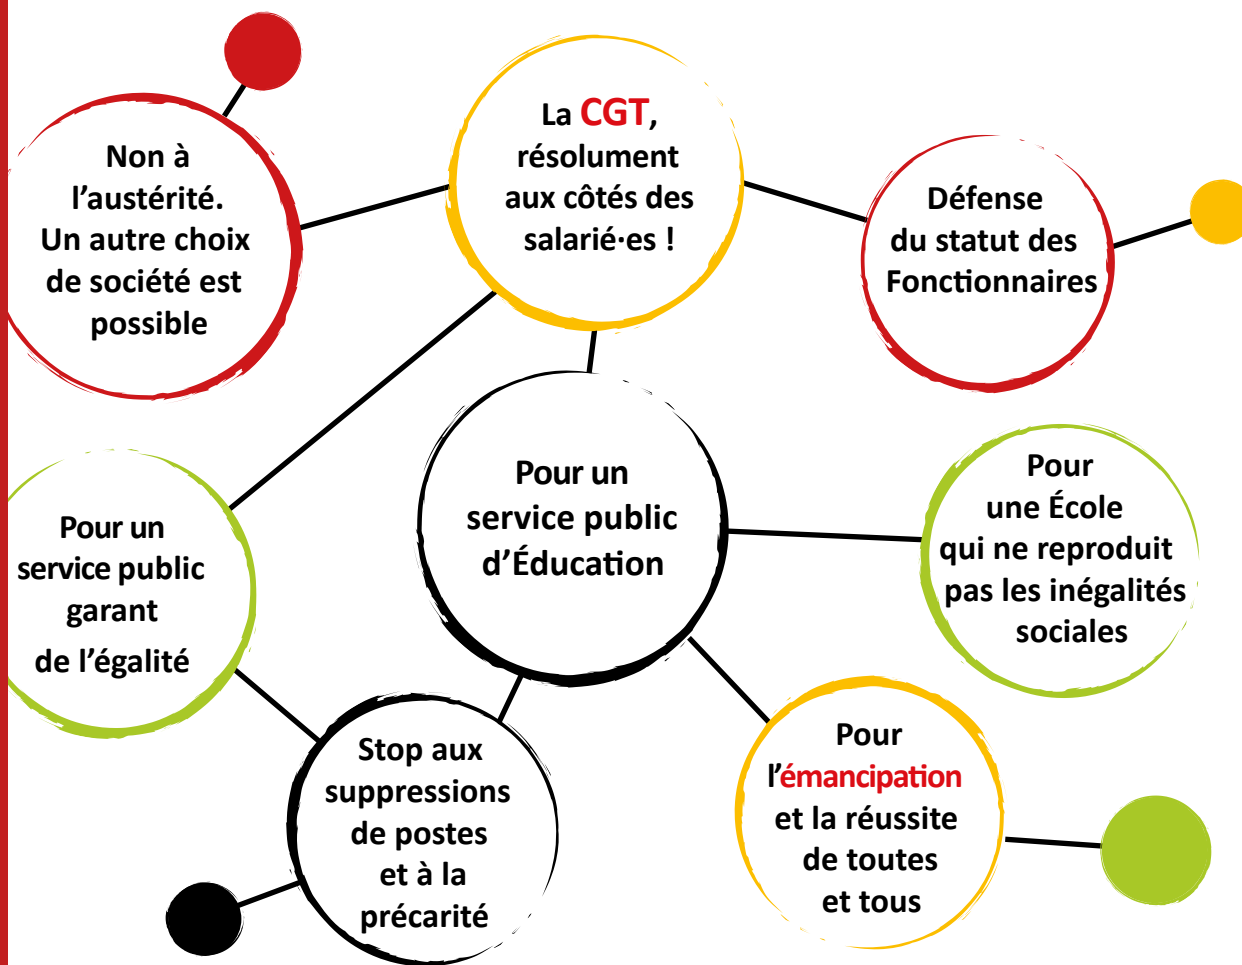 Non à
l’austérité.
Un autre choix
de société est
possible
La CGT,
résolument
aux côtés des
salarié·es !
Défense
du statut des
Fonctionnaires
Pour un
service public
garant
de l’égalité
Pour un
service public
d’Éducation
Pour
une École
qui ne reproduit
pas les inégalités
sociales
Stop aux
suppressions
de postes
et à la
précarité
Pour
l’émancipation
et la réussite
de toutes
et tous